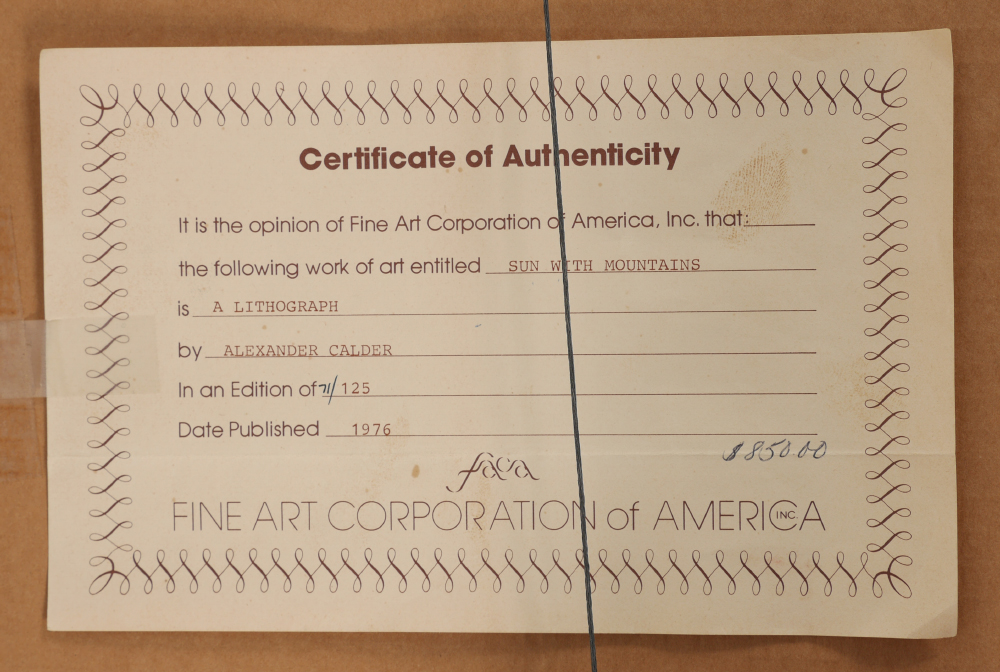 Certificate of Authenticity
It is the opinion of Fine Art Corporation of America, Inc. that:
the following work of art entitled SUN WITH MOUNTAINS
is A LITHOGRAPH
by ALEXANDER CALDER
In an Edition of 71/125
Date Published 1976
$850.00
faca
FINE ART CORPORATION of AMERICA INC.